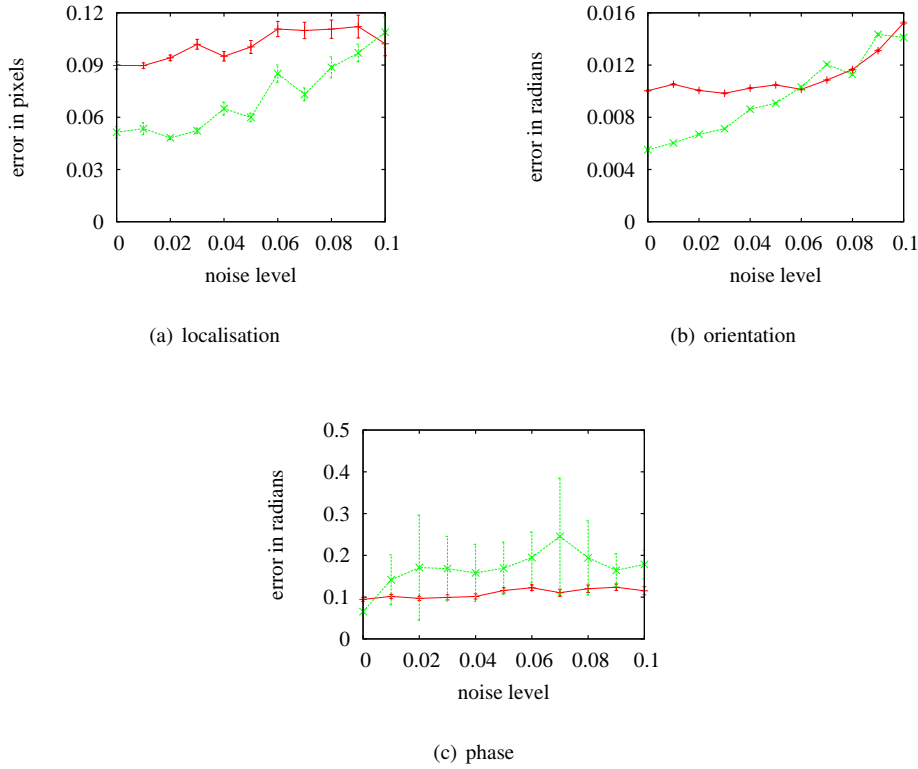 0.12
0.09
0.06
0.03
0
error in pixels
0 0.02 0.04 0.06 0.08 0.1
noise level
(a) localisation
0.016
0.012
0.008
0.004
0
error in radians
0 0.02 0.04 0.06 0.08 0.1
noise level
(b) orientation
0.5
0.4
0.3
0.2
0.1
0
error in radians
0 0.02 0.04 0.06 0.08 0.1
noise level
(c) phase